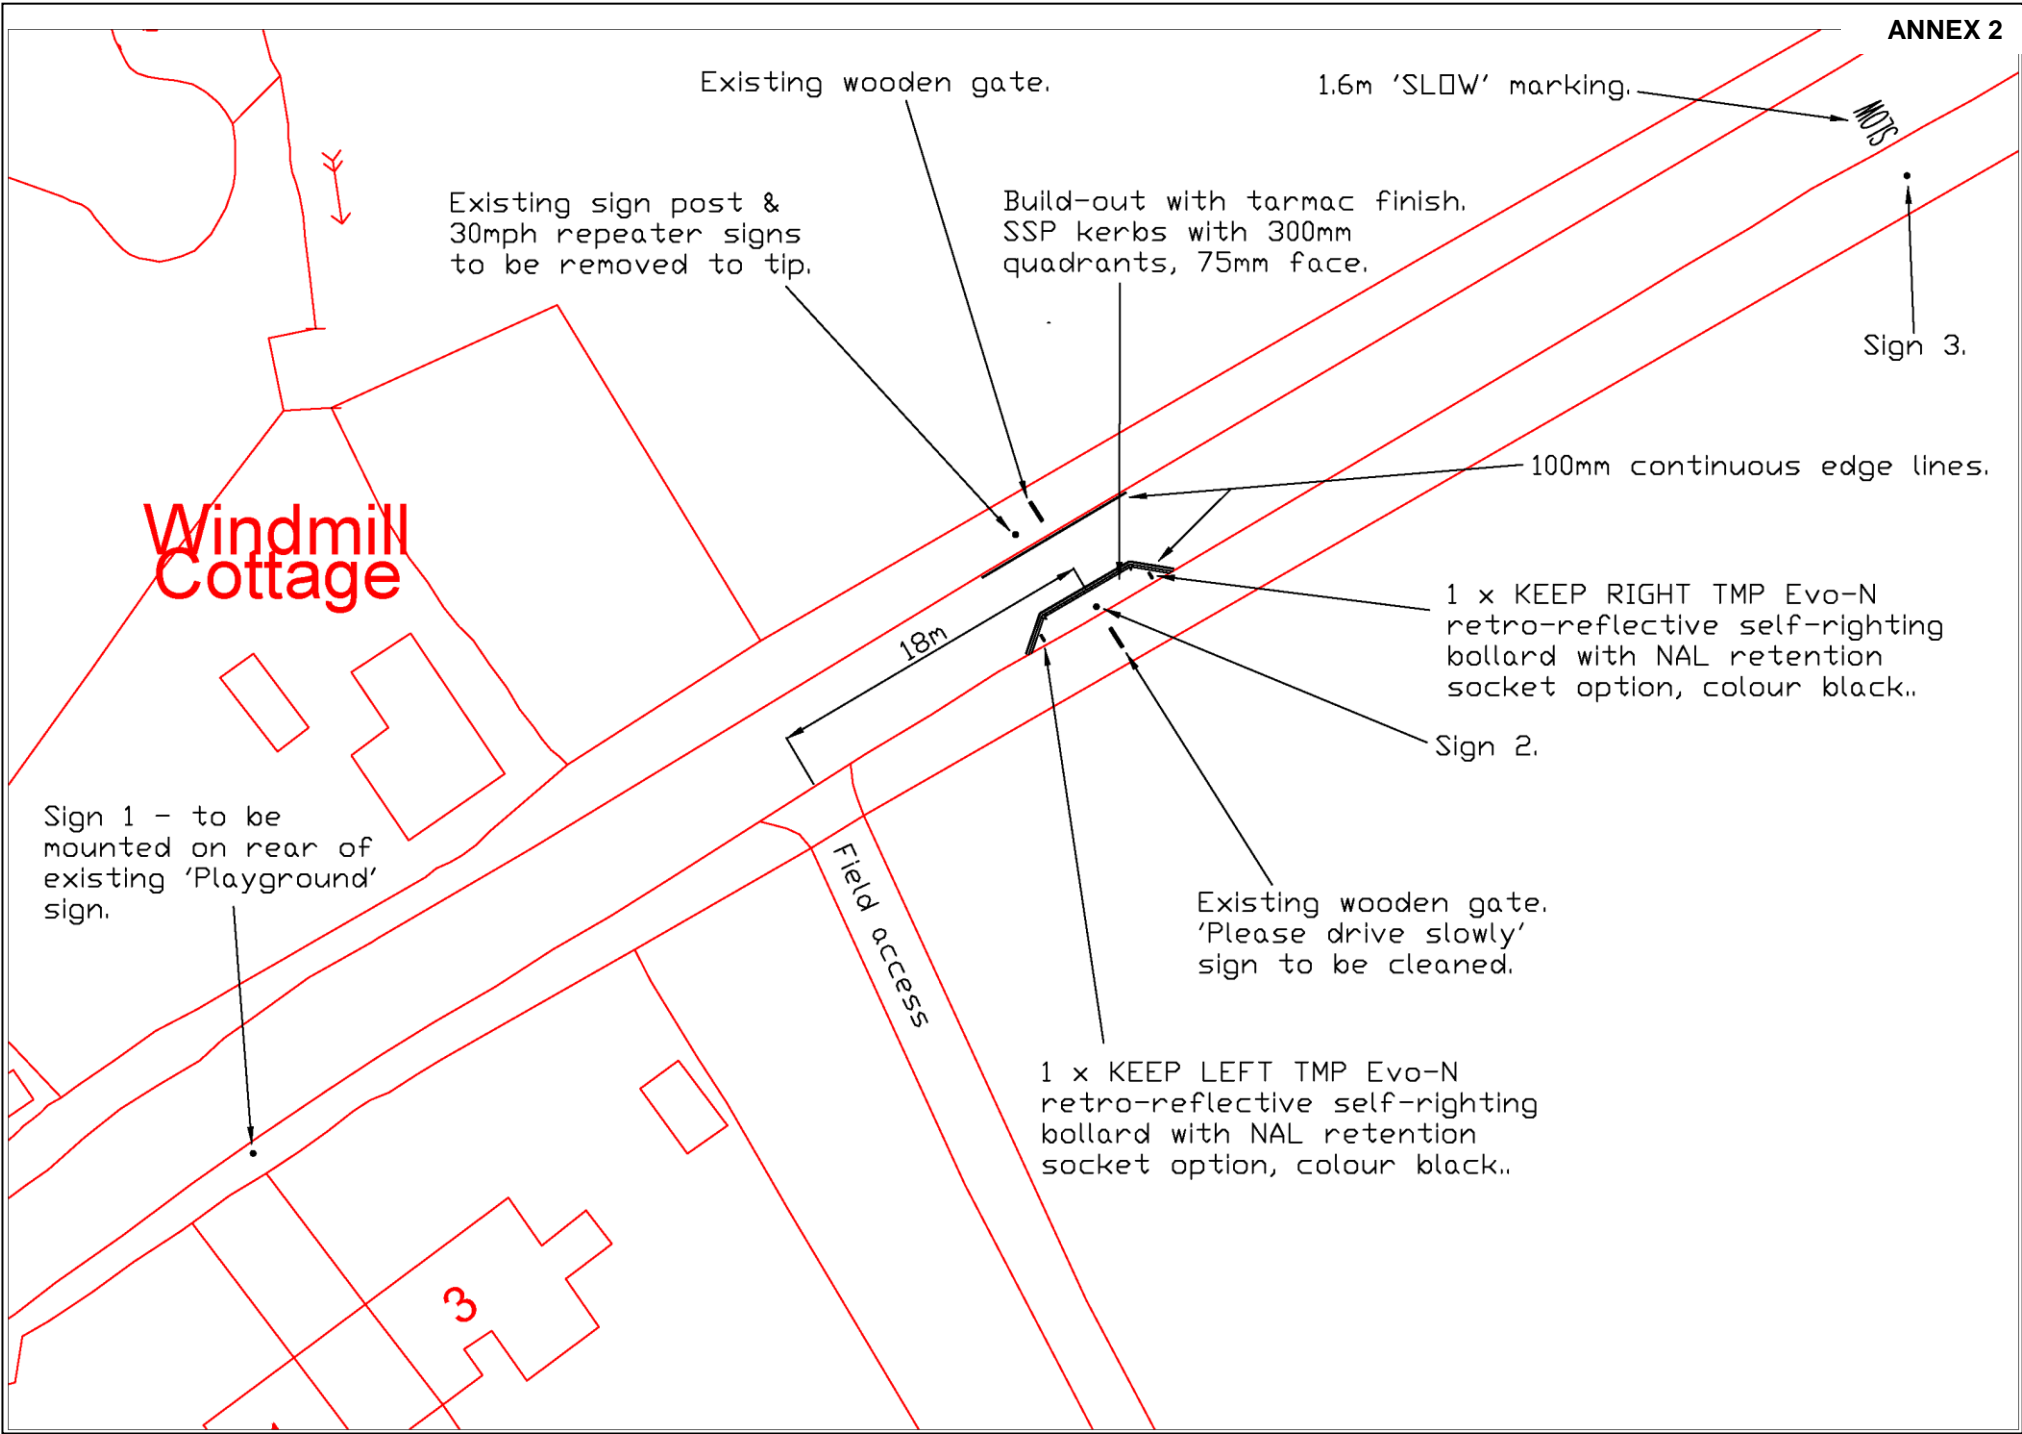 ANNEX 2
Existing wooden gate.
1.6m 'SLOW' marking.
SLOW
Existing sign post &
30mph repeater signs
to be removed to tip.
Build-out with tarmac finish.
SSP kerbs with 300mm
quadrants, 75mm face.
Sign 3.
100mm continuous edge lines.
Windmill
Cottage
1 x KEEP RIGHT TMP Evo-N
retro-reflective self-righting
bollard with NAL retention
socket option, colour black..
18m
Sign 2.
Sign 1 - to be
mounted on rear of
existing 'Playground'
sign.
Field access
Existing wooden gate.
'Please drive slowly'
sign to be cleaned.
1 x KEEP LEFT TMP Evo-N
retro-reflective self-righting
bollard with NAL retention
socket option, colour black..
3